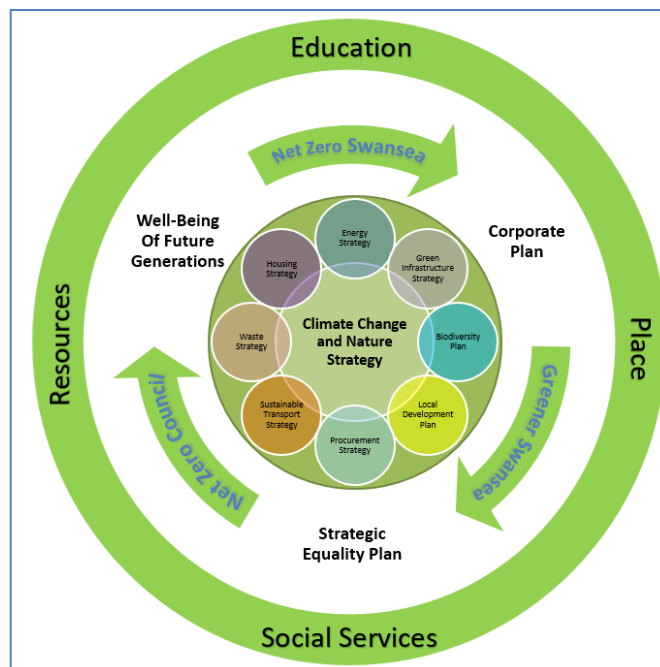 Education
Net Zero Swansea
Well-Being
Of Future
Generations
Corporate
Plan
Energy
Strategy
Housing
Strategy
Green
Infrastructure
Strategy
Waste
Strategy
Climate Change
and Nature
Strategy
Biodiversity
Plan
Resources
Place
Sustainable
Transport
Strategy
Local
Development
Plan
Procurement
Strategy
Net Zero Council
Greener Swansea
Strategic
Equality Plan
Social Services